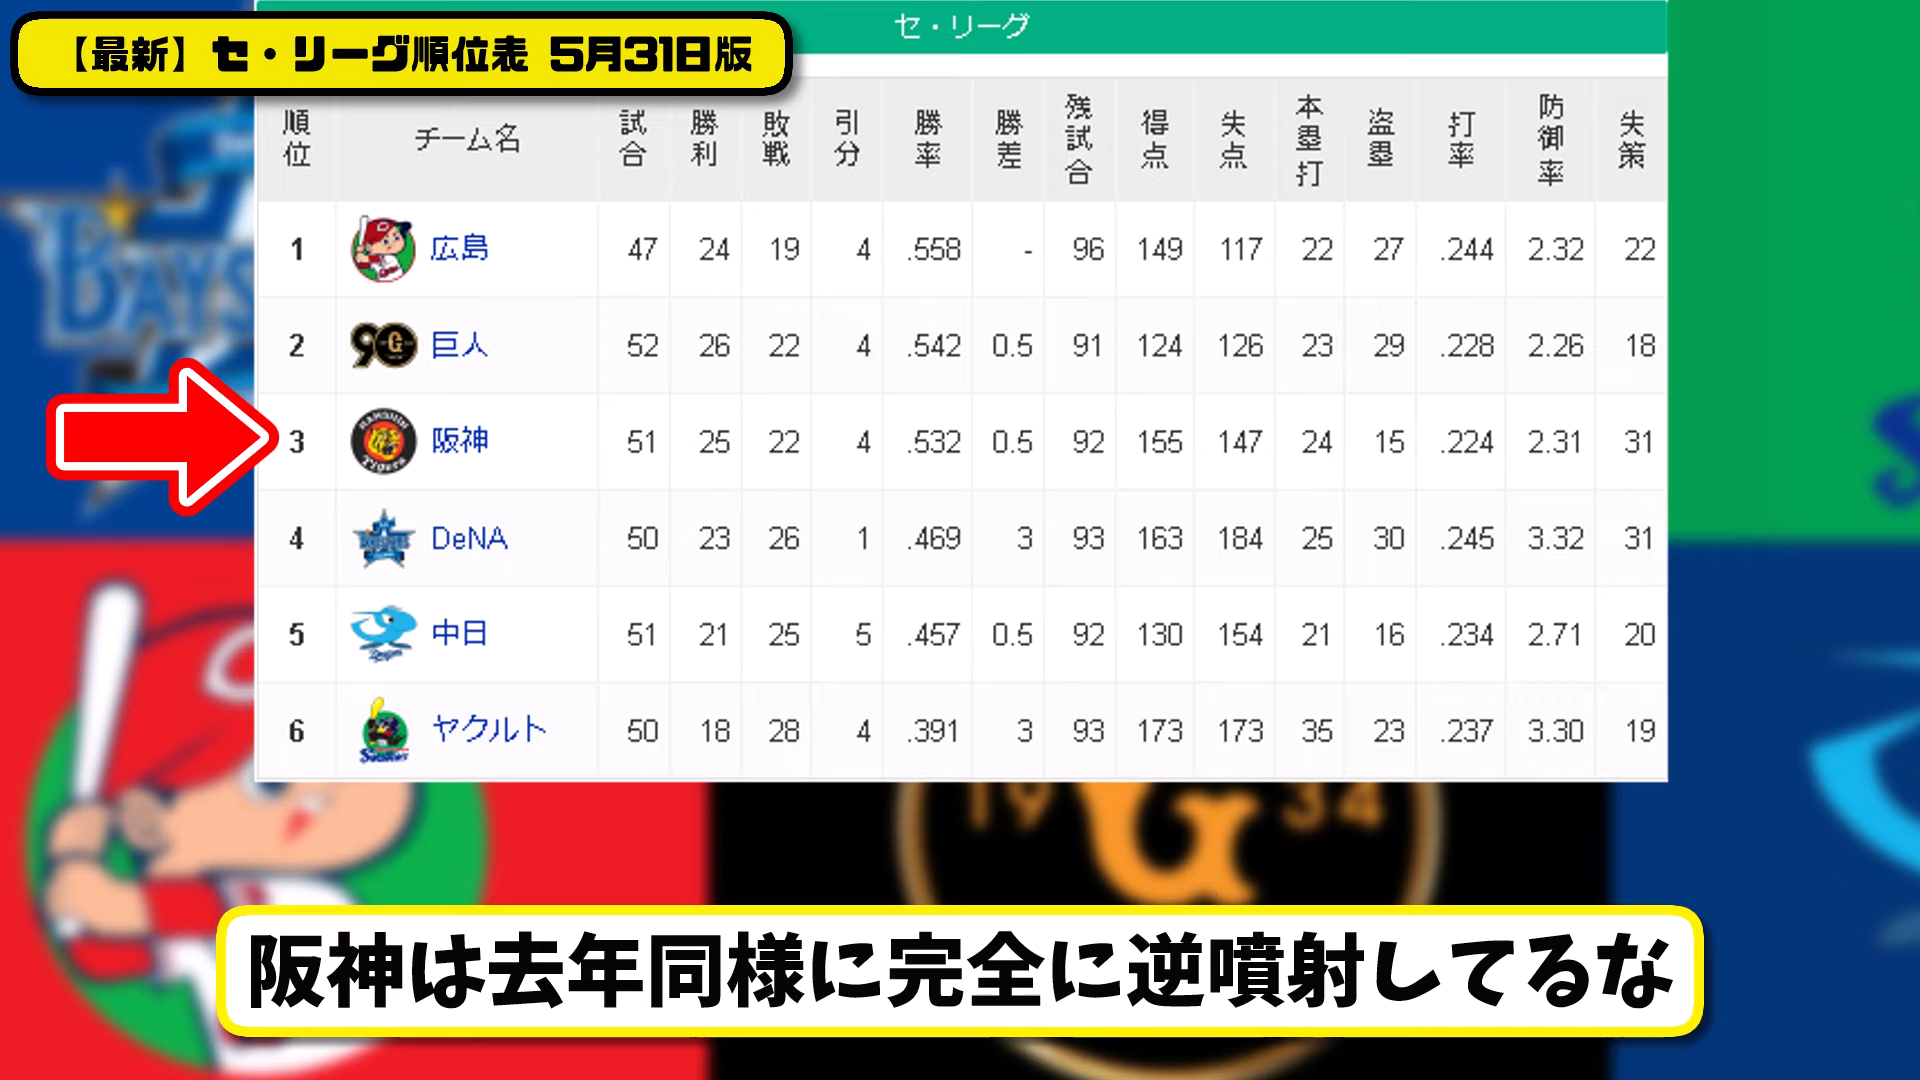 セ・リーグ
【最新】セ・リーグ順位表 5月31日版
順位 チーム名 試合 勝利 敗戦 引分 勝率 勝差 残試合 得点 失点 本塁打 盗塁 打率 防御率 失策
1 広島 47 24 19 4 .558 - 96 149 117 22 27 .244 2.32 22
2 巨人 52 26 22 4 .542 0.5 91 124 126 23 29 .228 2.26 18
3 阪神 51 25 22 4 .532 0.5 92 155 147 24 15 .224 2.31 31
4 DeNA 50 23 26 1 .469 3 93 163 184 25 30 .245 3.32 31
5 中日 51 21 25 5 .457 0.5 92 130 154 21 16 .234 2.71 20
6 ヤクルト 50 18 28 4 .391 3 93 173 173 35 23 .237 3.30 19
19 G 34
阪神は去年同様に完全に逆噴射してるな